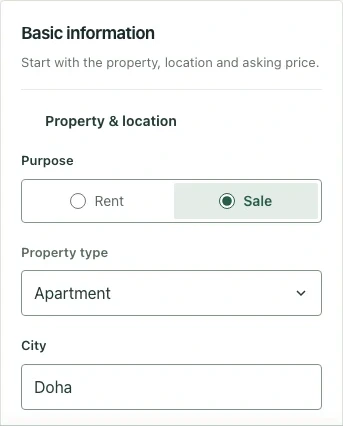 Basic information
Start with the property, location and asking price.
Property & location
Purpose
Rent
Sale
Property type
Apartment
City
Doha